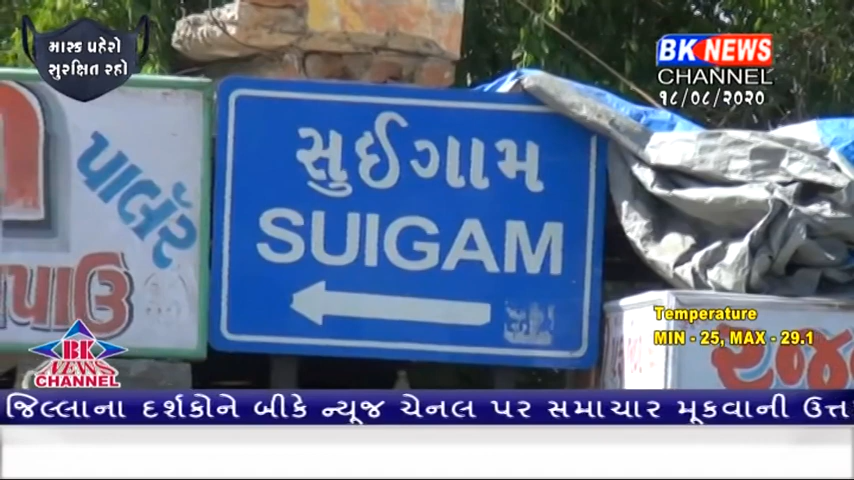 માસ્ક પહેરો
સુરક્ષિત રહો
BK NEWS
CHANNEL
૧૮/૦૮/૨૦૨૦
સુઈગામ
SUIGAM
પાર્લર
પાઉ
Temperature
MIN - 25, MAX - 29.1
BK
NEWS
CHANNEL
જિલ્લાના દર્શકોને બીકે ન્યૂજ ચેનલ પર સમાચાર મૂકવાની ઉત્ત